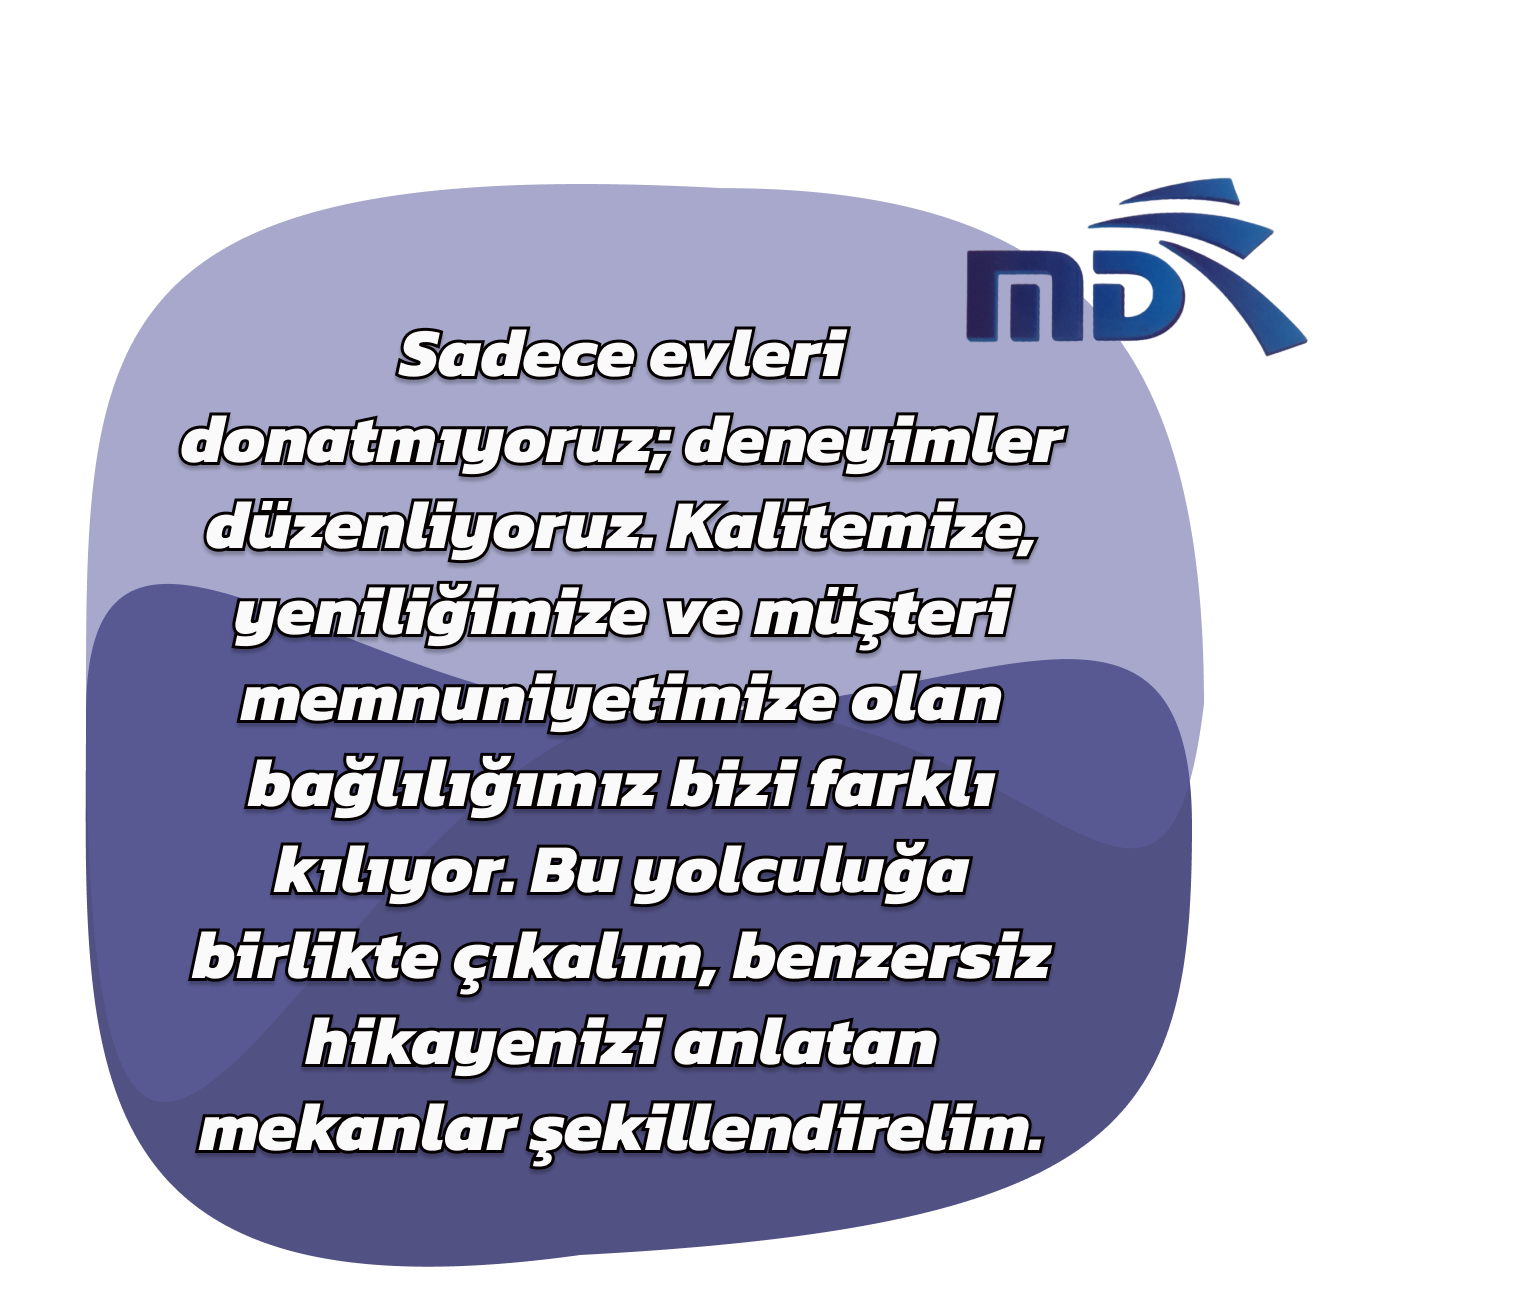 MD
Sadece evleri
donatmıyoruz; deneyimler
düzenliyoruz. Kalitemize,
yeniliğimize ve müşteri
memnuniyetimize olan
bağlılığımız bizi farklı
kılıyor. Bu yolculuğa
birlikte çıkalım, benzersiz
hikayenizi anlatan
mekanlar şekillendirelim.